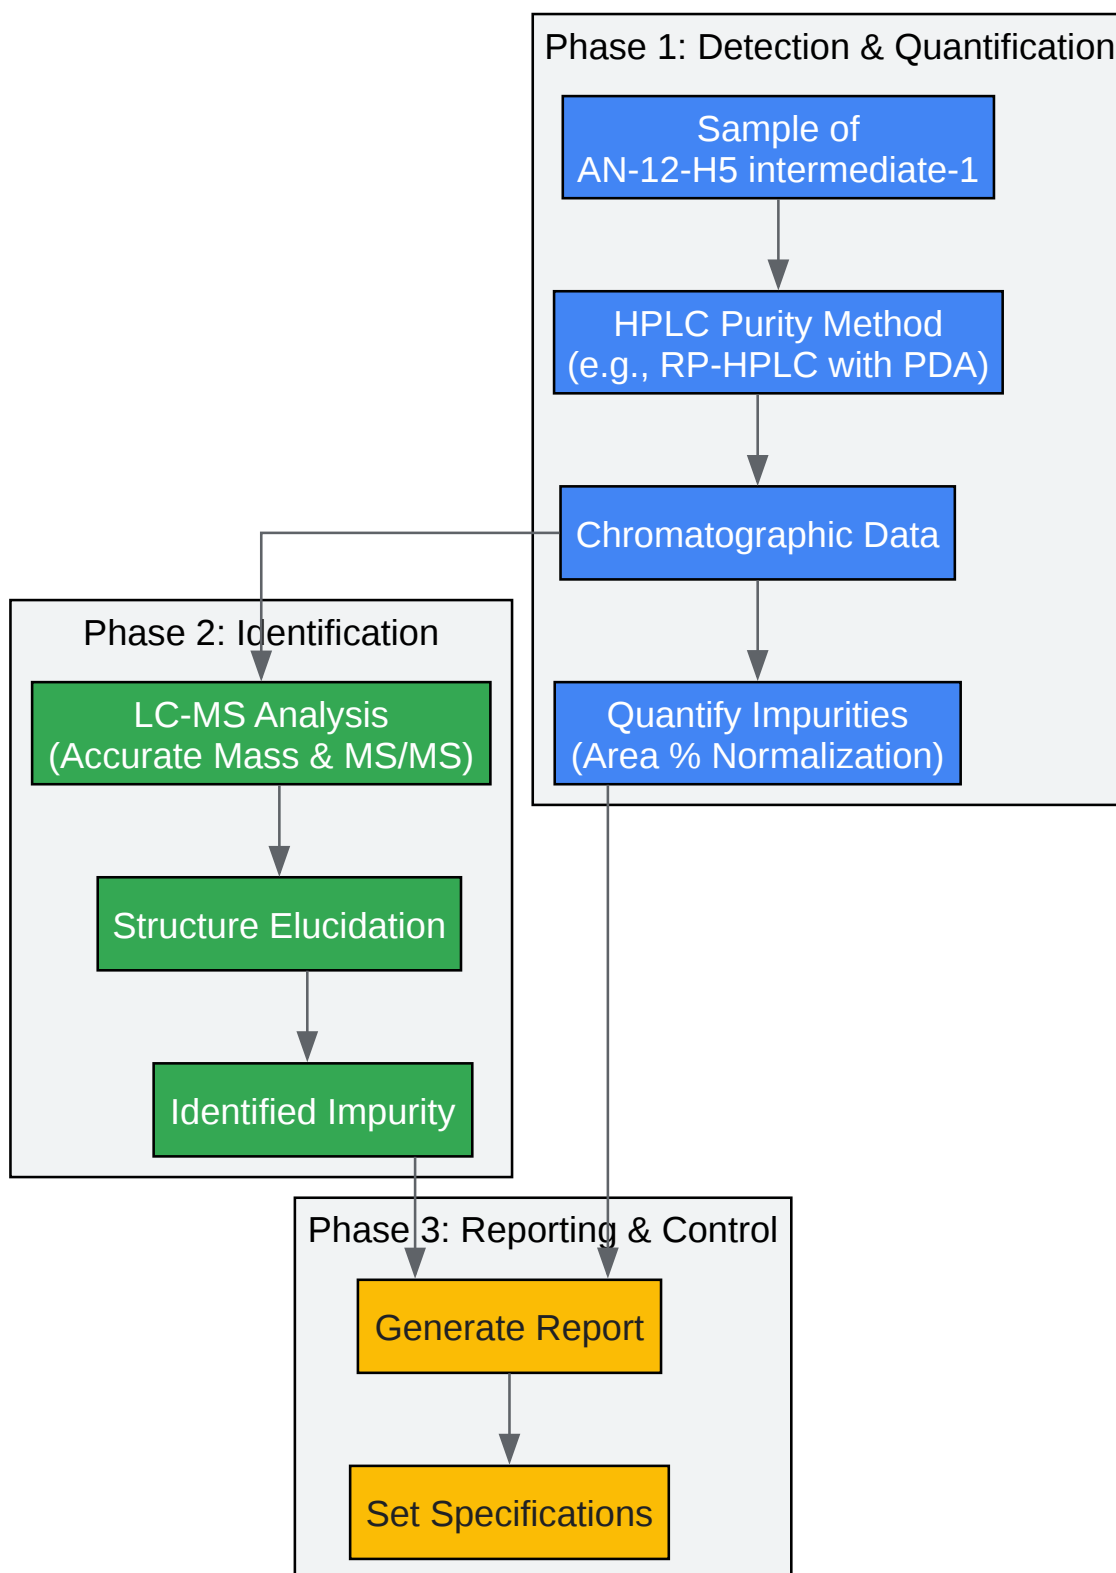 Phase 1: Detection & Quantification
Sample of
AN-12-H5 intermediate-1
HPLC Purity Method
(e.g., RP-HPLC with PDA)
Chromatographic Data
Quantify Impurities
(Area % Normalization)
Phase 2: Identification
LC-MS Analysis
(Accurate Mass & MS/MS)
Structure Elucidation
Identified Impurity
Phase 3: Reporting & Control
Generate Report
Set Specifications